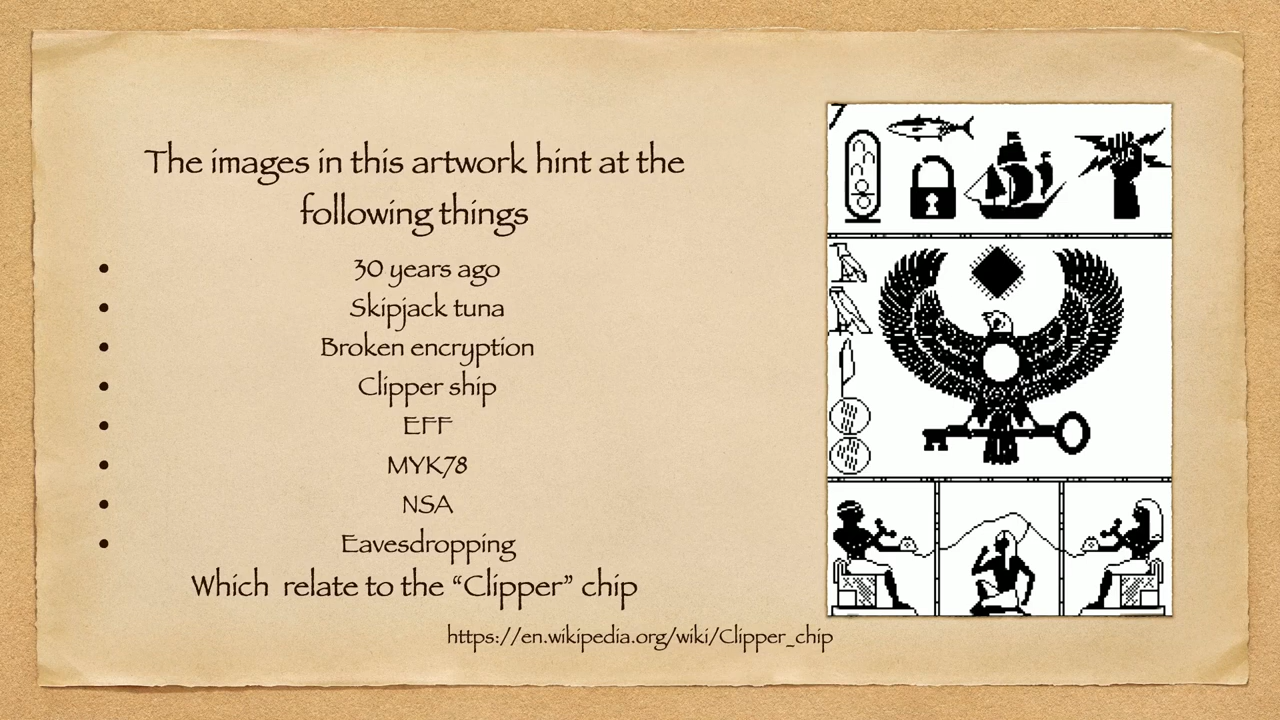 The images in this artwork hint at the
following things
• 30 years ago
• Skipjack tuna
• Broken encryption
• Clipper ship
• EFF
• MYK78
• NSA
• Eavesdropping
Which relate to the “Clipper” chip
https://en.wikipedia.org/wiki/Clipper_chip